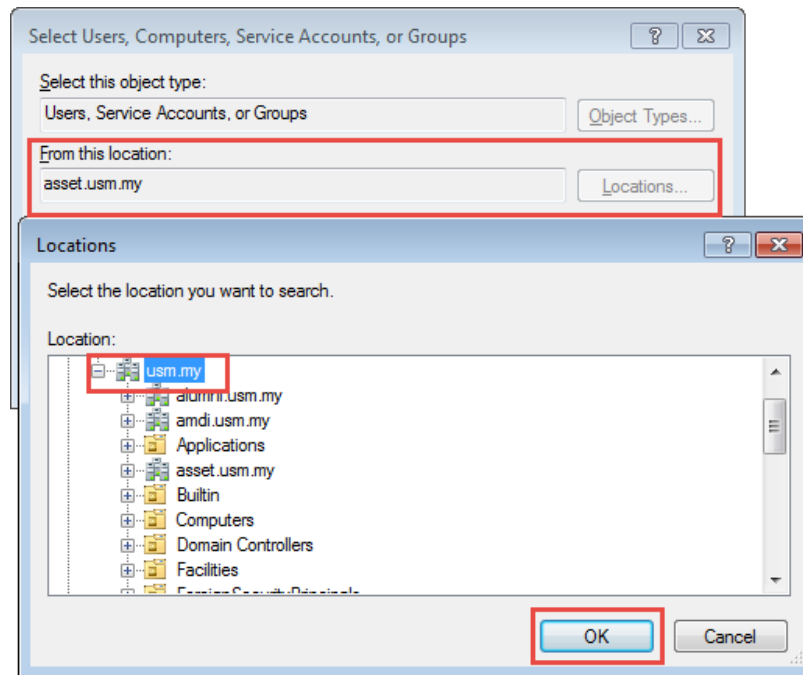 Select Users, Computers, Service Accounts, or Groups
Select this object type:
Users, Service Accounts, or Groups
Object Types...
From this location:
asset.usm.my
Locations...
Locations
Select the location you want to search.
Location:
usm.my
alumni.usm.my
amdi.usm.my
Applications
asset.usm.my
Builtin
Computers
Domain Controllers
Facilities
ForeignSecurityPrincipals
OK
Cancel